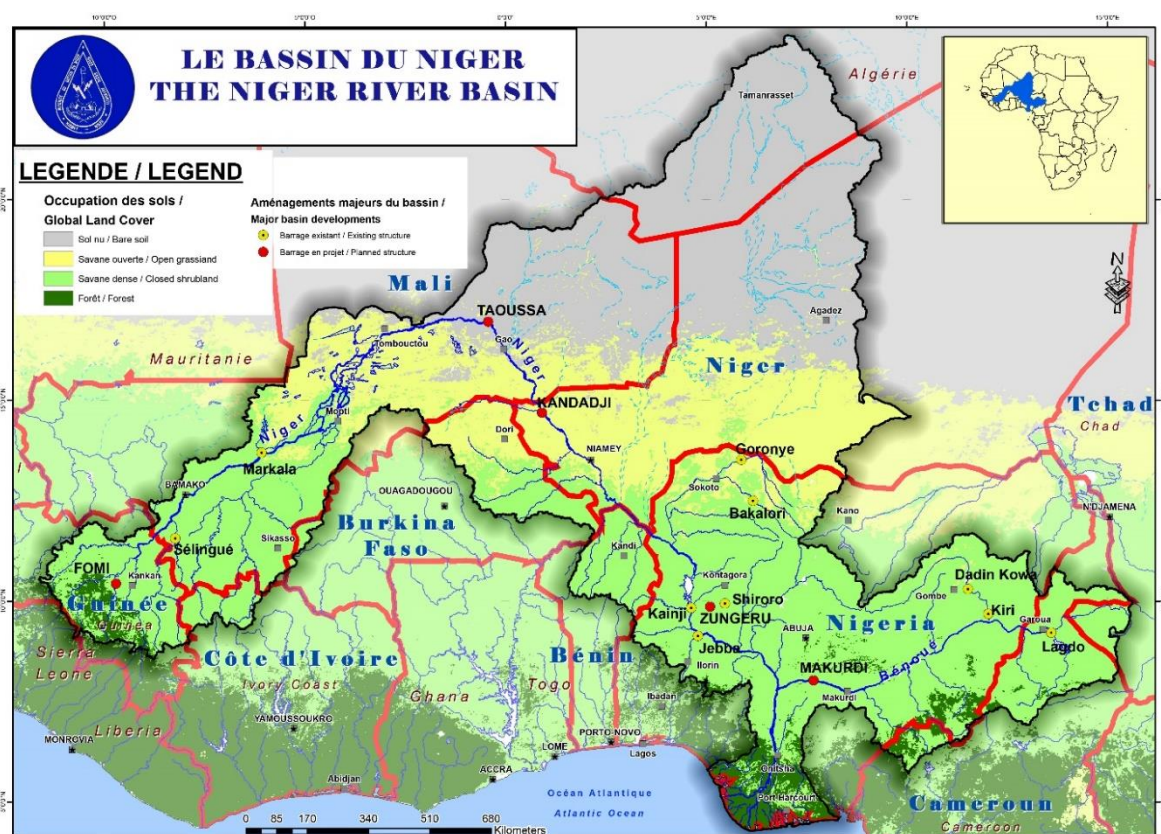 LE BASSIN DU NIGER
THE NIGER RIVER BASIN
LEGENDE / LEGEND
Occupation des sols /
Global Land Cover
Sol nu / Bare soil
Savane ouverte / Open grassland
Savane dense / Closed shrubland
Forêt / Forest
Aménagements majeurs du bassin /
Major basin developments
Barrage existant / Existing structure
Barrage en projet / Planned structure
Algérie
Tamanrasset
N
Mali
TAOUSSA
Agadez
Tombouctou
Gao
Niger
Niger
Mauritanie
Tchad
Chad
KANDADJI
Mopti
Dori
Niger
Markala
NIAMEY
Goronye
Sokoto
BAMAKO
OUAGADOUGOU
Bakalori
Kano
N'DJAMENA
Burkina
Faso
Sélingué
Sikasso
Kandi
FOMI
Kankan
Kontagora
Dadin Kowa
Gombe
Guinée
Guinea
Kainji
Shiroro
ZUNGERU
Nigeria
Kiri
Garoua
Lagdo
Sierra
Leone
Côte d'Ivoire
Ivory Coast
Bénin
Jebba
ABUJA
Ilorin
Bénoué
MAKURDI
Makurdi
Ghana
Togo
Ibadan
YAMOUSSOUKRO
Liberia
MONROVIA
PORTO-NOVO
LOME
Lagos
ACCRA
Abidjan
Onitsha
Port Harcourt
Océan Atlantique
Atlantic Ocean
Cameroun
Cameroon
0 85 170 340 510 680
Kilometers